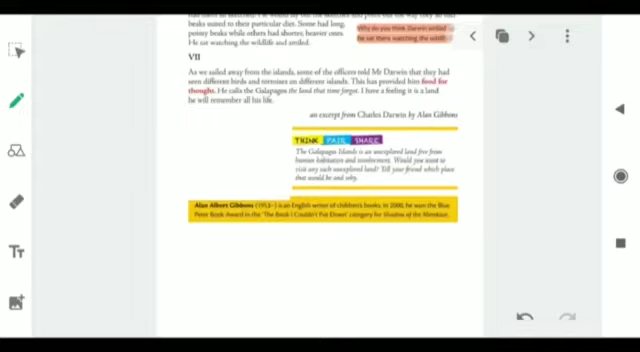 beaks suited to their particular diet. Some had long,
pointy beaks while others had shorter, heavier ones.
He sat watching the wildlife and smiled.
Why do you think Darwin smiled as
he sat there watching the wildlife
VII
As we sailed away from the islands, some of the officers told Mr Darwin that they had
seen different birds and tortoises on different islands. This has provided him food for
thought. He calls the Galapagos the land that time forgot. I have a feeling it is a land
he will remember all his life.
an excerpt from Charles Darwin by Alan Gibbons
THINK PAIR SHARE
The Galapagos Islands is an unexplored land free from
human habitation and involvement. Would you want to
visit any such unexplored land? Tell your friend which place
that would be and why.
Alan Albert Gibbons (1953–) is an English writer of children's books. In 2000, he won the Blue
Peter Book Award in the 'The Book I Couldn't Put Down' category for Shadow of the Minotaur.
Tт